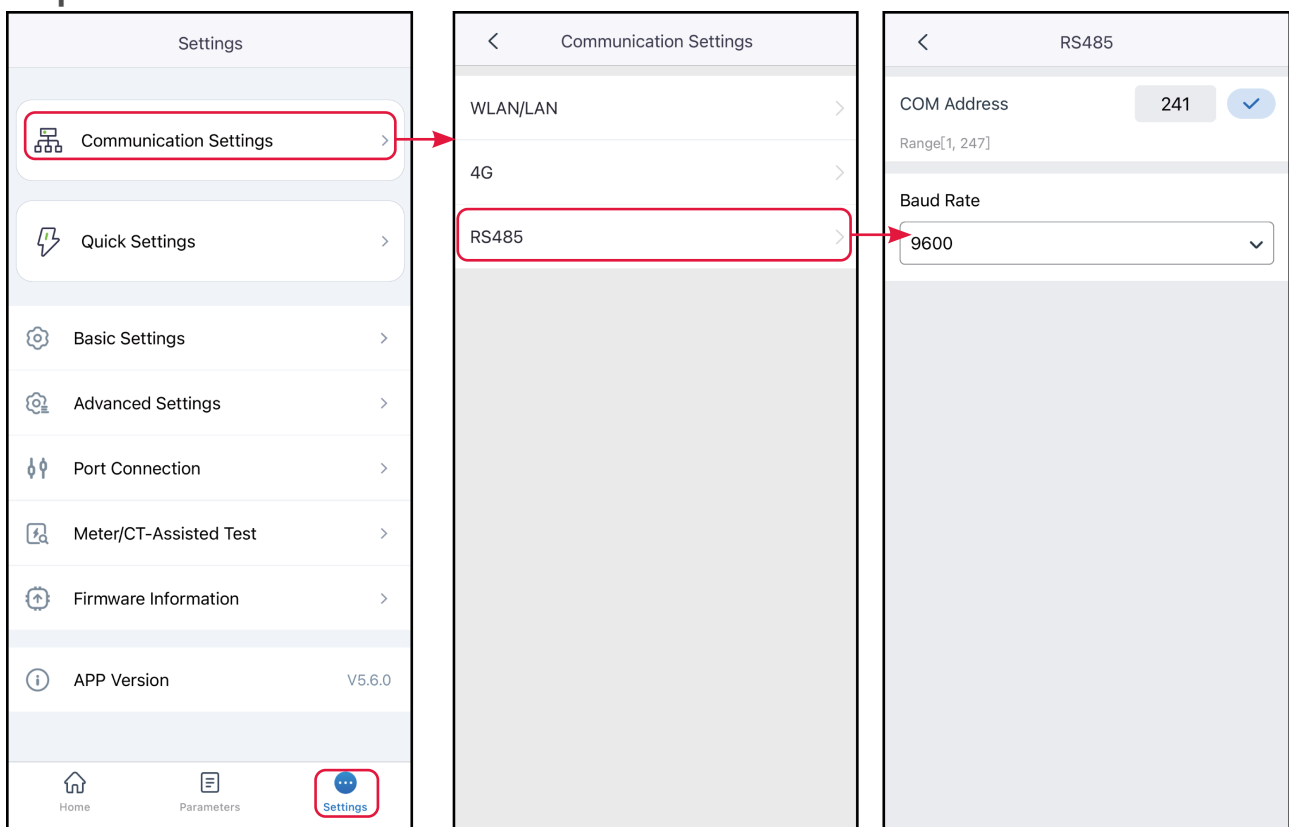 Settings
Communication Settings
Quick Settings
Basic Settings
Advanced Settings
Port Connection
Meter/CT-Assisted Test
Firmware Information
APP Version V5.6.0
Home Parameters Settings
Communication Settings
WLAN/LAN
4G
RS485
RS485
COM Address 241
Range[1, 247]
Baud Rate
9600